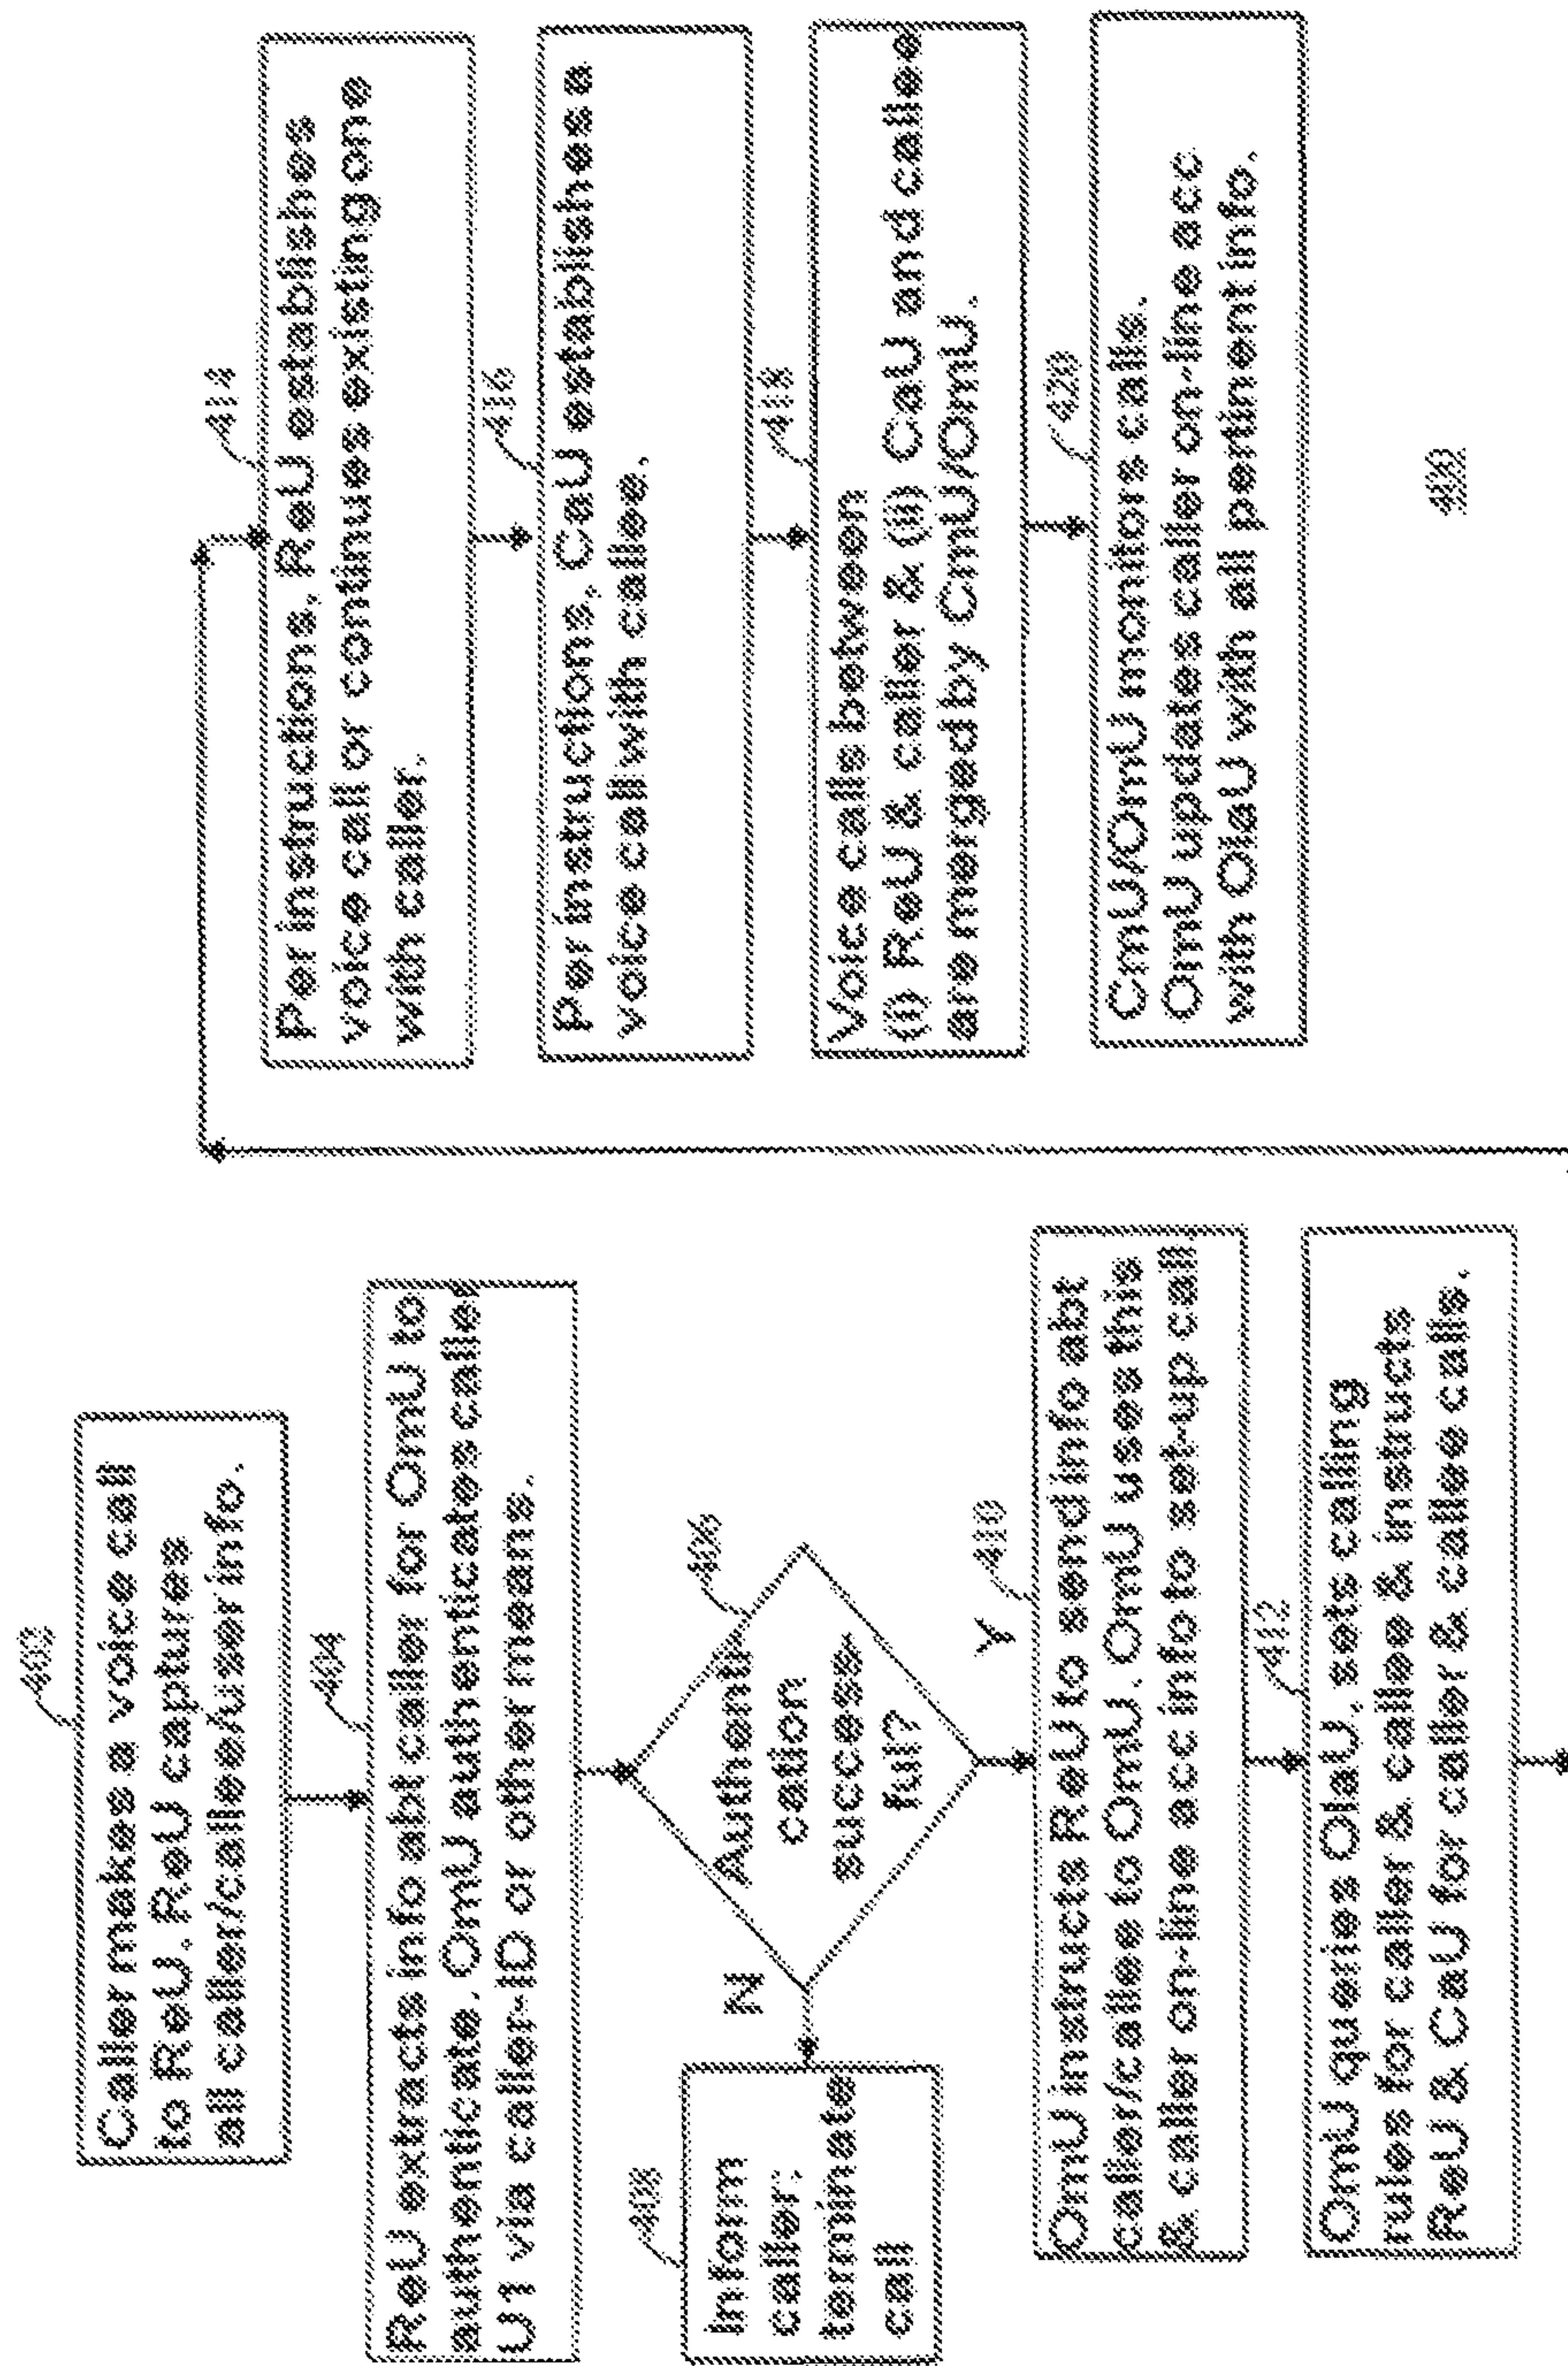 402
Caller makes a voice call
to ReU. ReU captures
all caller/callee/user info.
404
ReU extracts info abt caller for OmU to
authenticate. OmU authenticates caller
U1 via caller-ID or other means.
406
Authenti
cation
success
ful?
N
Y
408
Inform
caller;
terminate
call
410
OmU instructs ReU to send info abt
caller/callee to OmU. OmU uses this
& caller on-line acc info to set-up call
412
OmU queries OlaU, sets calling
rules for caller & callee & instructs
ReU & CaU for caller & callee calls.
414
Per instructions, ReU establishes
voice call or continues existing one
with caller.
416
Per instructions, CaU establishes a
voice call with callee.
418
Voice calls between
(i) ReU & caller & (ii) CaU and callee
are merged by CmU/OmU.
420
CmU/OmU monitors calls.
OmU updates caller on-line acc
with OlaU with all pertinent info.
400